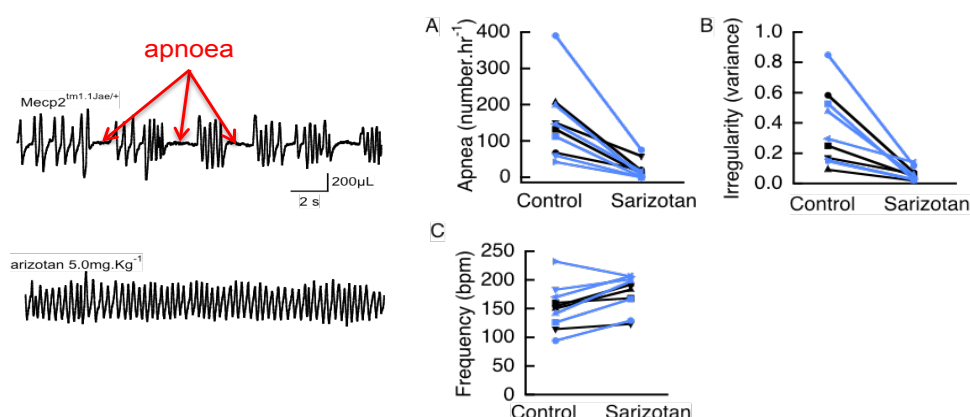 apnoea
Mecp2tm1.1Jae/+
200µL
2 s
arizotan 5.0mg.Kg-1
A
Apnea (number.hr-1)
400
300
200
100
0
Control Sarizotan
B
Irregularity (variance)
1.0
0.8
0.6
0.4
0.2
0.0
Control Sarizotan
C
Frequency (bpm)
250
200
150
100
50
0
Control Sarizotan